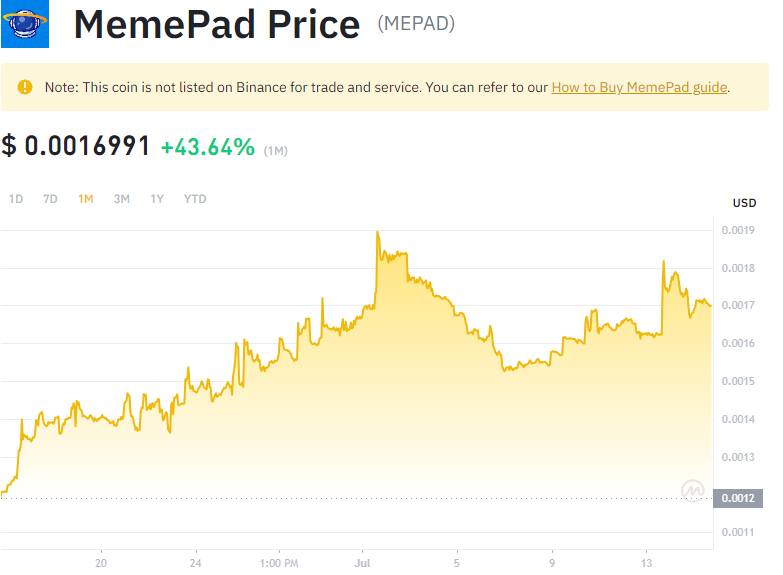 MemePad Price (MEPAD)
Note: This coin is not listed on Binance for trade and service. You can refer to our How to Buy MemePad guide.
$ 0.0016991 +43.64% (1M)
1D 7D 1M 3M 1Y YTD
USD
0.0019
0.0018
0.0017
0.0016
0.0015
0.0014
0.0013
0.0012
0.0011
20 24 1:00 PM Jul 5 9 13